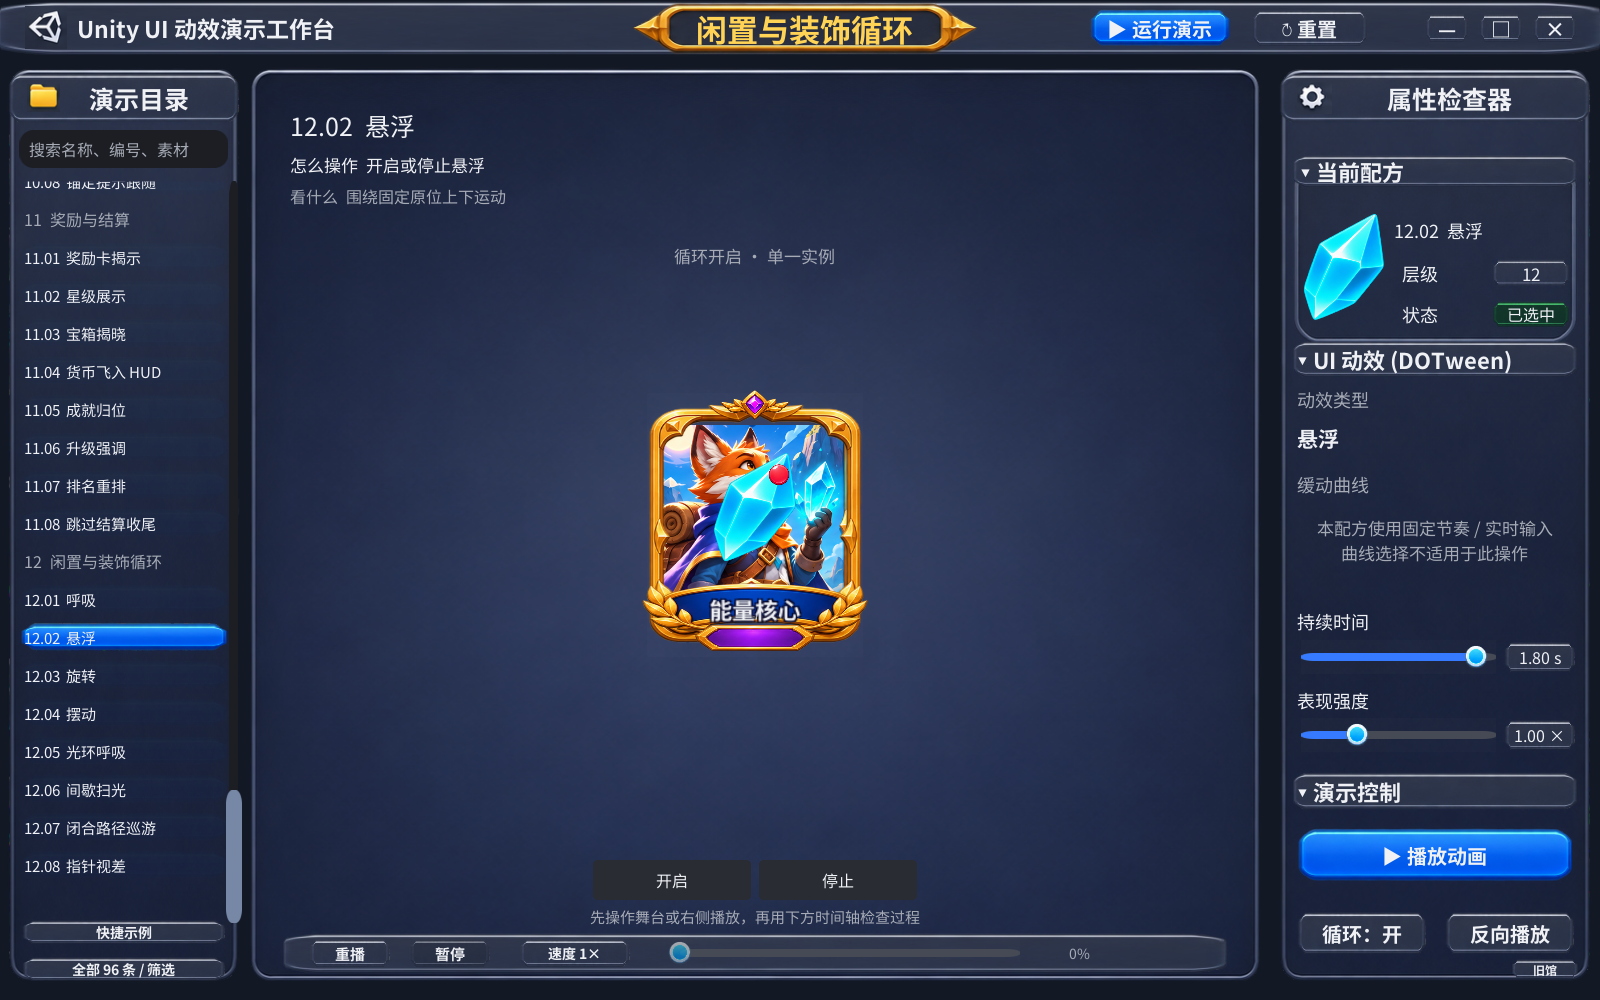 Unity UI 动效演示工作台
闲置与装饰循环
▶ 运行演示
重置
演示目录
搜索名称、编号、素材
10.08 锚定提示跟随
11 奖励与结算
11.01 奖励卡揭示
11.02 星级展示
11.03 宝箱揭晓
11.04 货币飞入 HUD
11.05 成就归位
11.06 升级强调
11.07 排名重排
11.08 跳过结算收尾
12 闲置与装饰循环
12.01 呼吸
12.02 悬浮
12.03 旋转
12.04 摆动
12.05 光环呼吸
12.06 间歇扫光
12.07 闭合路径巡游
12.08 指针视差
快捷示例
全部 96 条 / 筛选
12.02 悬浮
怎么操作 开启或停止悬浮
看什么 围绕固定原位上下运动
循环开启 · 单一实例
能量核心
开启
停止
先操作舞台或右侧播放，再用下方时间轴检查过程
重播
暂停
速度 1×
0%
属性检查器
▼ 当前配方
12.02 悬浮
层级
12
状态
已选中
▼ UI 动效 (DOTween)
动效类型
悬浮
缓动曲线
本配方使用固定节奏 / 实时输入
曲线选择不适用于此操作
持续时间
1.80 s
表现强度
1.00 ×
▼ 演示控制
▶ 播放动画
循环：开
反向播放
旧馆